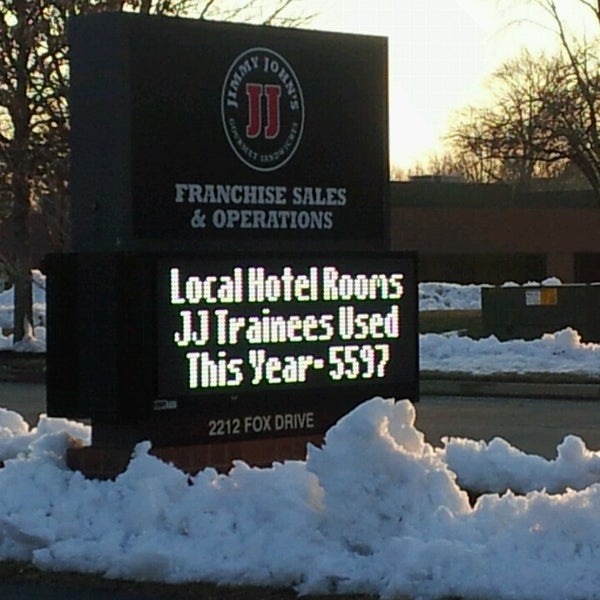 JIMMY JOHN'S
JJ
GOURMET SANDWICHES
FRANCHISE SALES
& OPERATIONS
Local Hotel Rooms
JJ Trainees Used
This Year- 5597
2212 FOX DRIVE